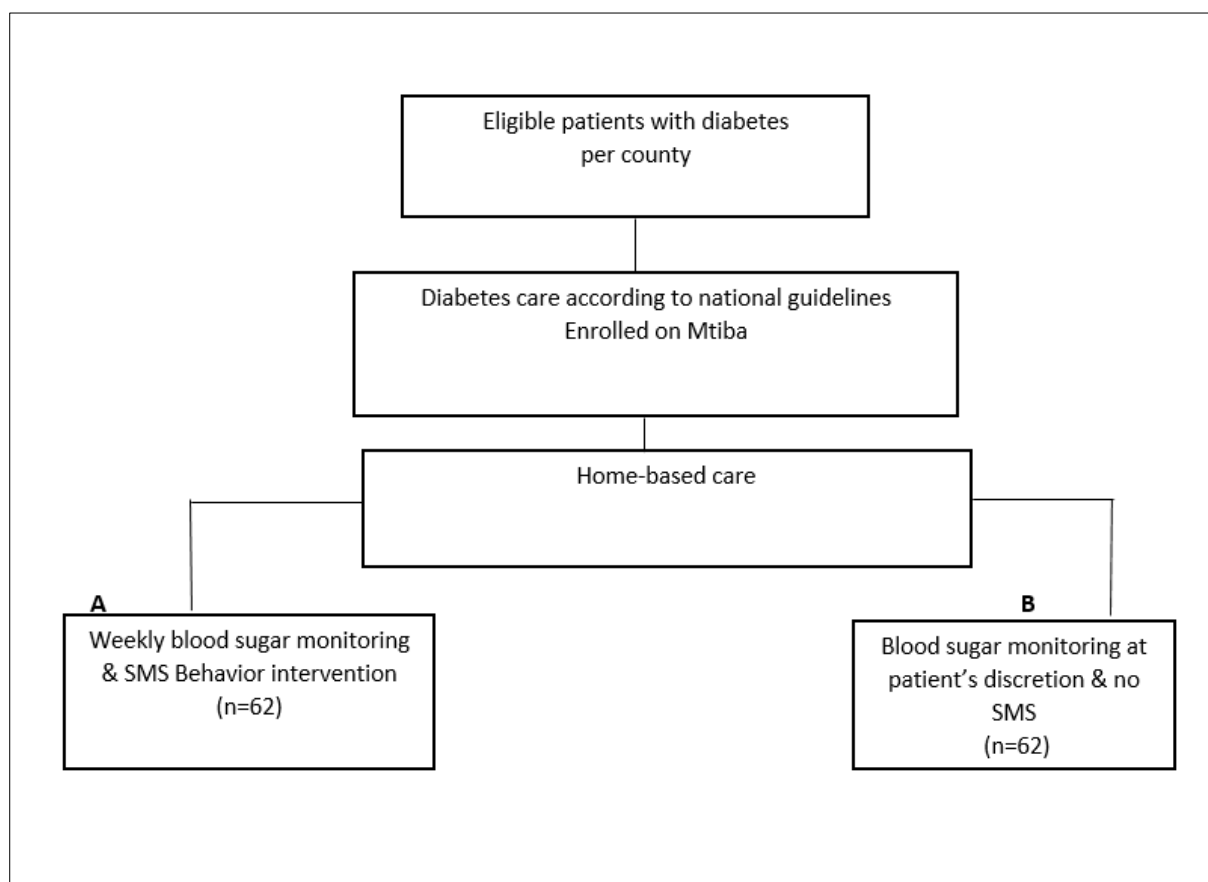 Eligible patients with diabetes
per county
Diabetes care according to national guidelines
Enrolled on Mtiba
Home-based care
A
Weekly blood sugar monitoring
& SMS Behavior intervention
(n=62)
B
Blood sugar monitoring at
patient’s discretion & no
SMS
(n=62)